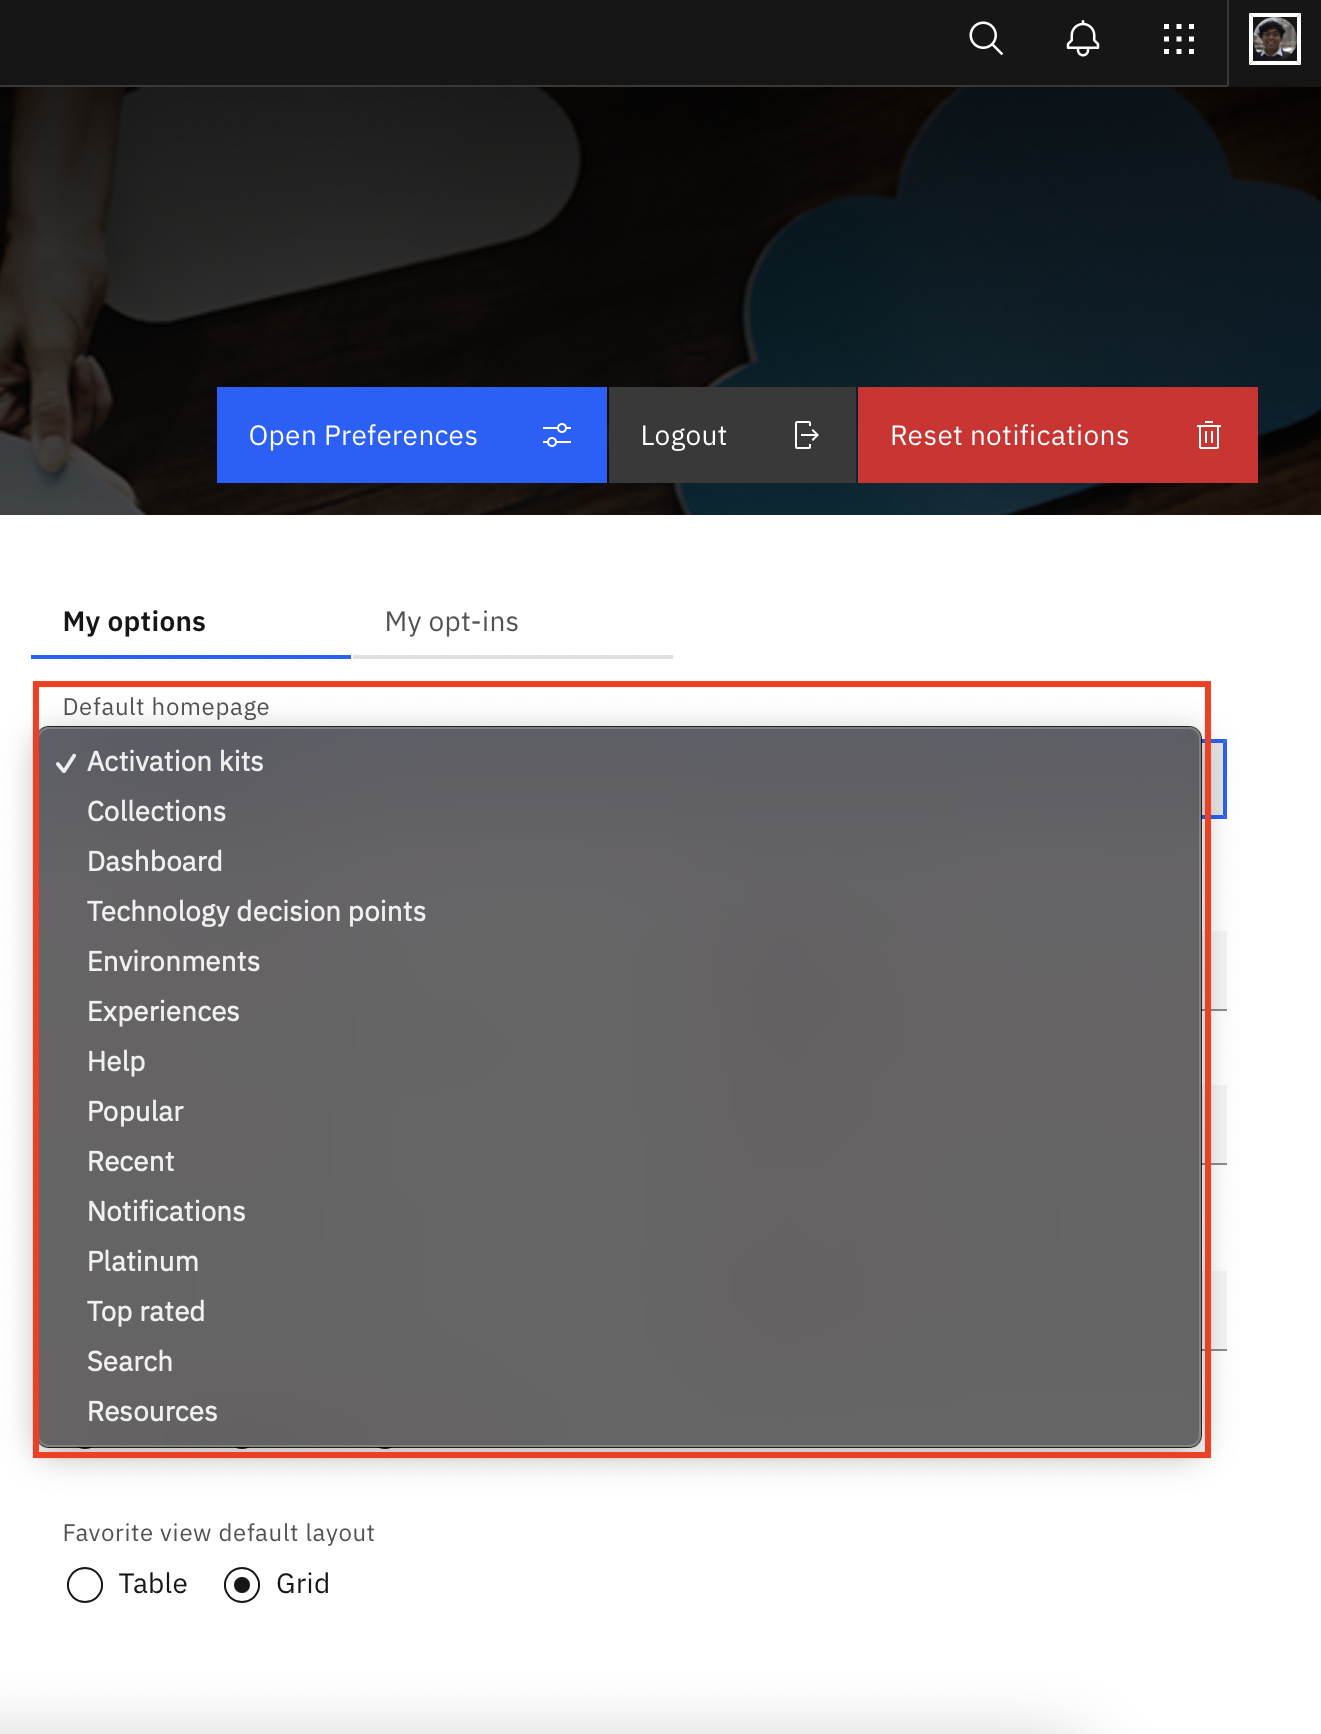 Open Preferences
Logout
Reset notifications
My options
My opt-ins
Default homepage
Activation kits
Collections
Dashboard
Technology decision points
Environments
Experiences
Help
Popular
Recent
Notifications
Platinum
Top rated
Search
Resources
Favorite view default layout
Table
Grid